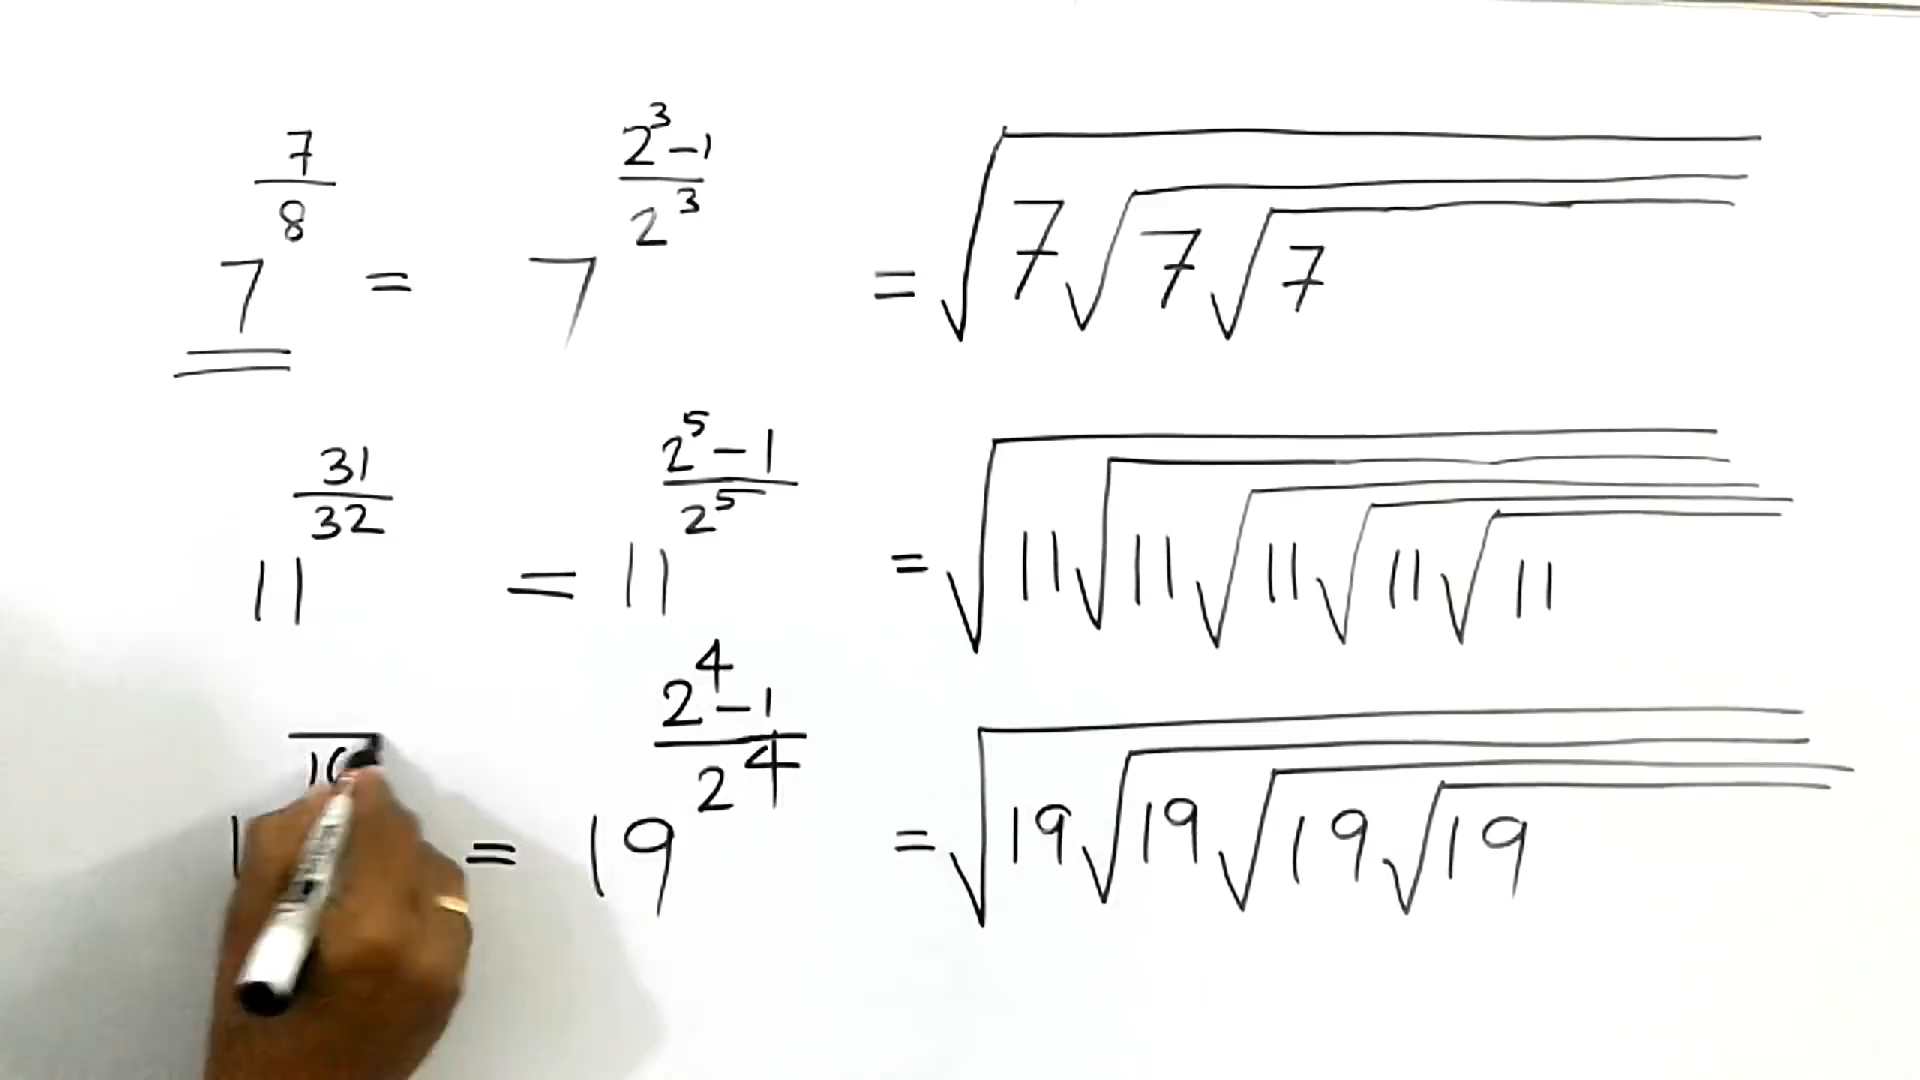 7^(7/8) = 7^((2^3-1)/2^3) = √(7√(7√7))
11^(31/32) = 11^((2^5-1)/2^5) = √(11√(11√(11√(11√11))))
= 19^((2^4-1)/2^4) = √(19√(19√(19√19)))